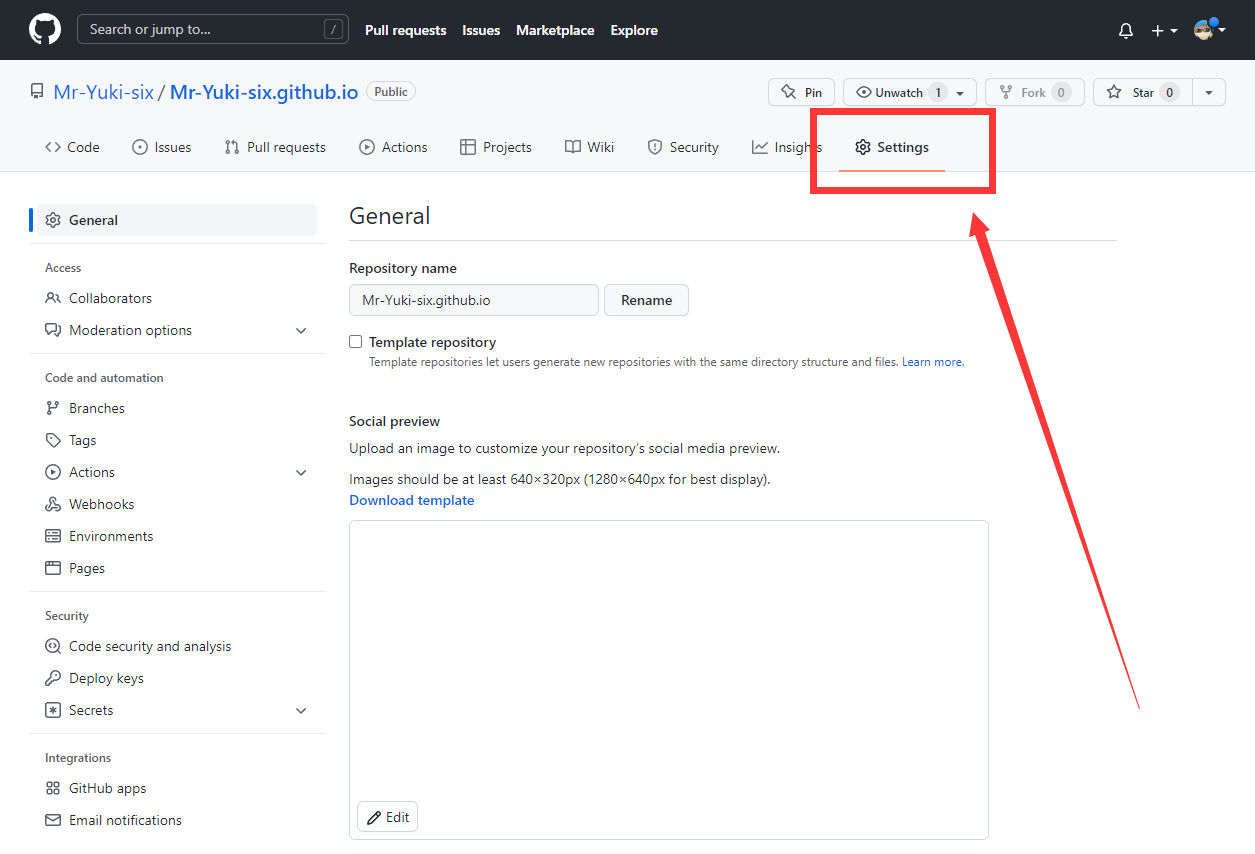 Search or jump to... /
Pull requests Issues Marketplace Explore
Mr-Yuki-six / Mr-Yuki-six.github.io Public
Pin Unwatch 1 Fork 0 Star 0
Code Issues Pull requests Actions Projects Wiki Security Insights Settings
General
Access
Collaborators
Moderation options
Code and automation
Branches
Tags
Actions
Webhooks
Environments
Pages
Security
Code security and analysis
Deploy keys
Secrets
Integrations
GitHub apps
Email notifications
General
Repository name
Mr-Yuki-six.github.io Rename
Template repository
Template repositories let users generate new repositories with the same directory structure and files. Learn more.
Social preview
Upload an image to customize your repository's social media preview.
Images should be at least 640×320px (1280×640px for best display).
Download template
Edit